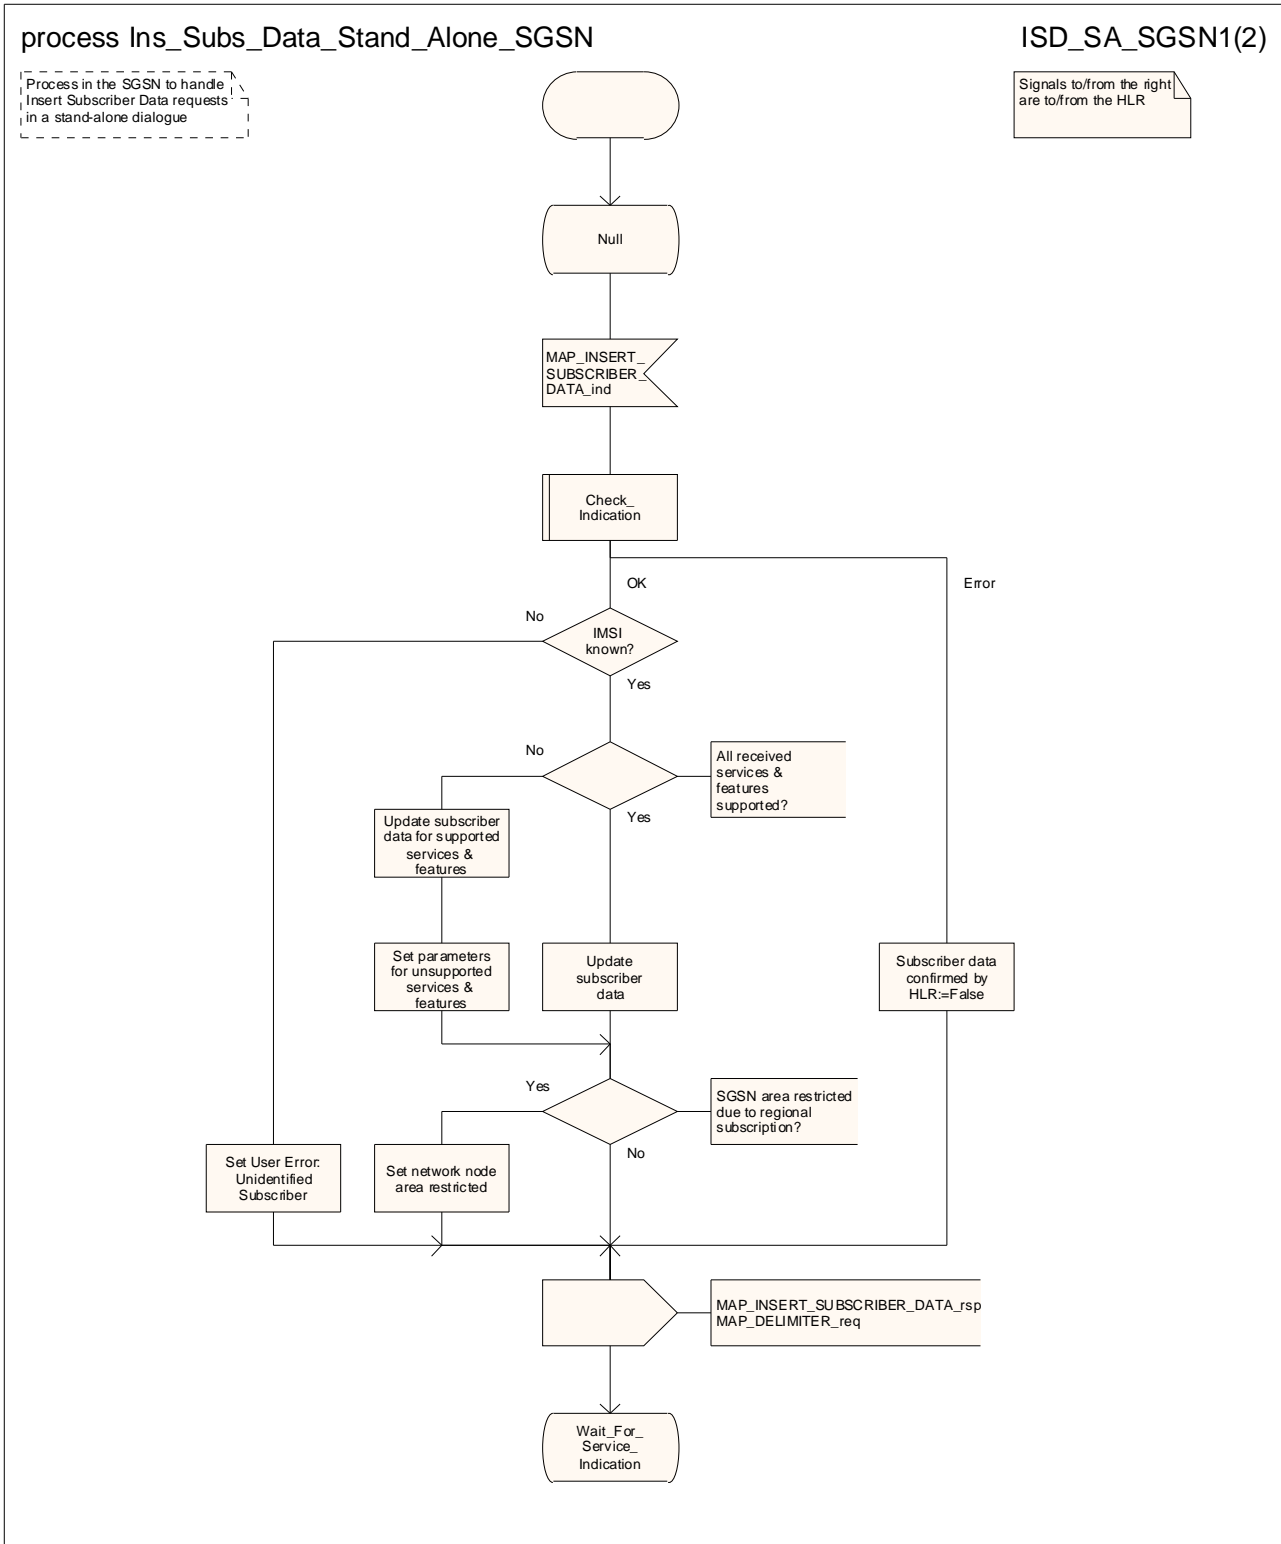 process Ins_Subs_Data_Stand_Alone_SGSN
ISD_SA_SGSN1(2)
Process in the SGSN to handle
Insert Subscriber Data requests
in a stand-alone dialogue
Signals to/from the right
are to/from the HLR
Null
MAP_INSERT_
SUBSCRIBER_
DATA_ind
Check_
Indication
OK
Error
No
IMSI
known?
Yes
No
All received
services &
features
supported?
Yes
Update subscriber
data for supported
services &
features
Set parameters
for unsupported
services &
features
Update
subscriber
data
Subscriber data
confirmed by
HLR:=False
Yes
SGSN area restricted
due to regional
subscription?
No
Set User Error:
Unidentified
Subscriber
Set network node
area restricted
MAP_INSERT_SUBSCRIBER_DATA_rsp
MAP_DELIMITER_req
Wait_For_
Service_
Indication